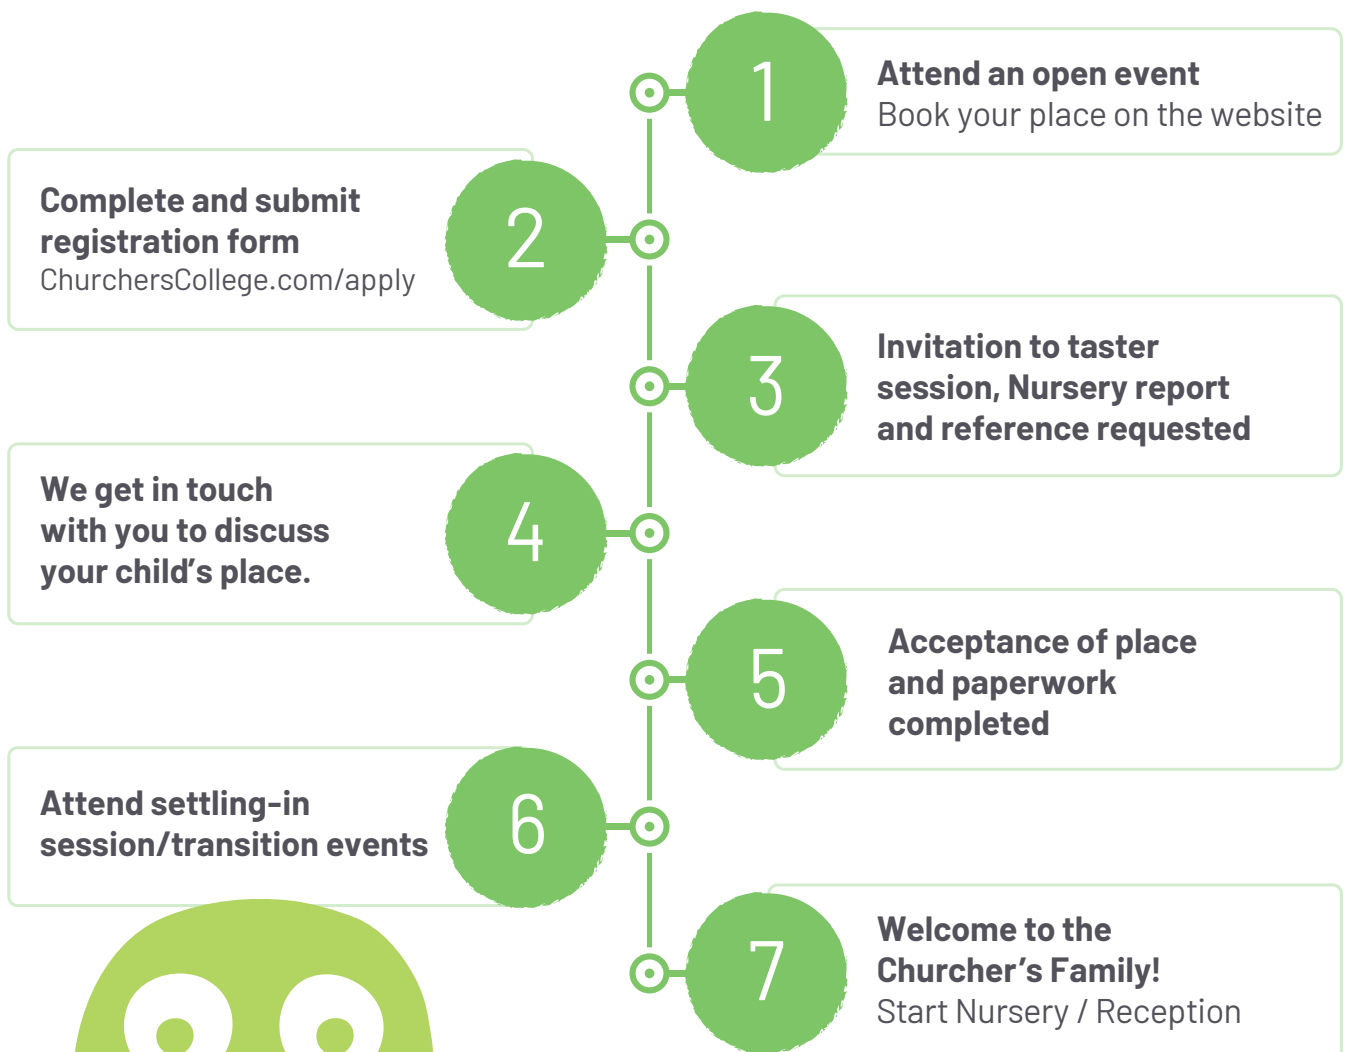 1
Attend an open event
Book your place on the website
2
Complete and submit
registration form
ChurchersCollege.com/apply
3
Invitation to taster
session, Nursery report
and reference requested
4
We get in touch
with you to discuss
your child’s place.
5
Acceptance of place
and paperwork
completed
6
Attend settling-in
session/transition events
7
Welcome to the
Churcher’s Family!
Start Nursery / Reception